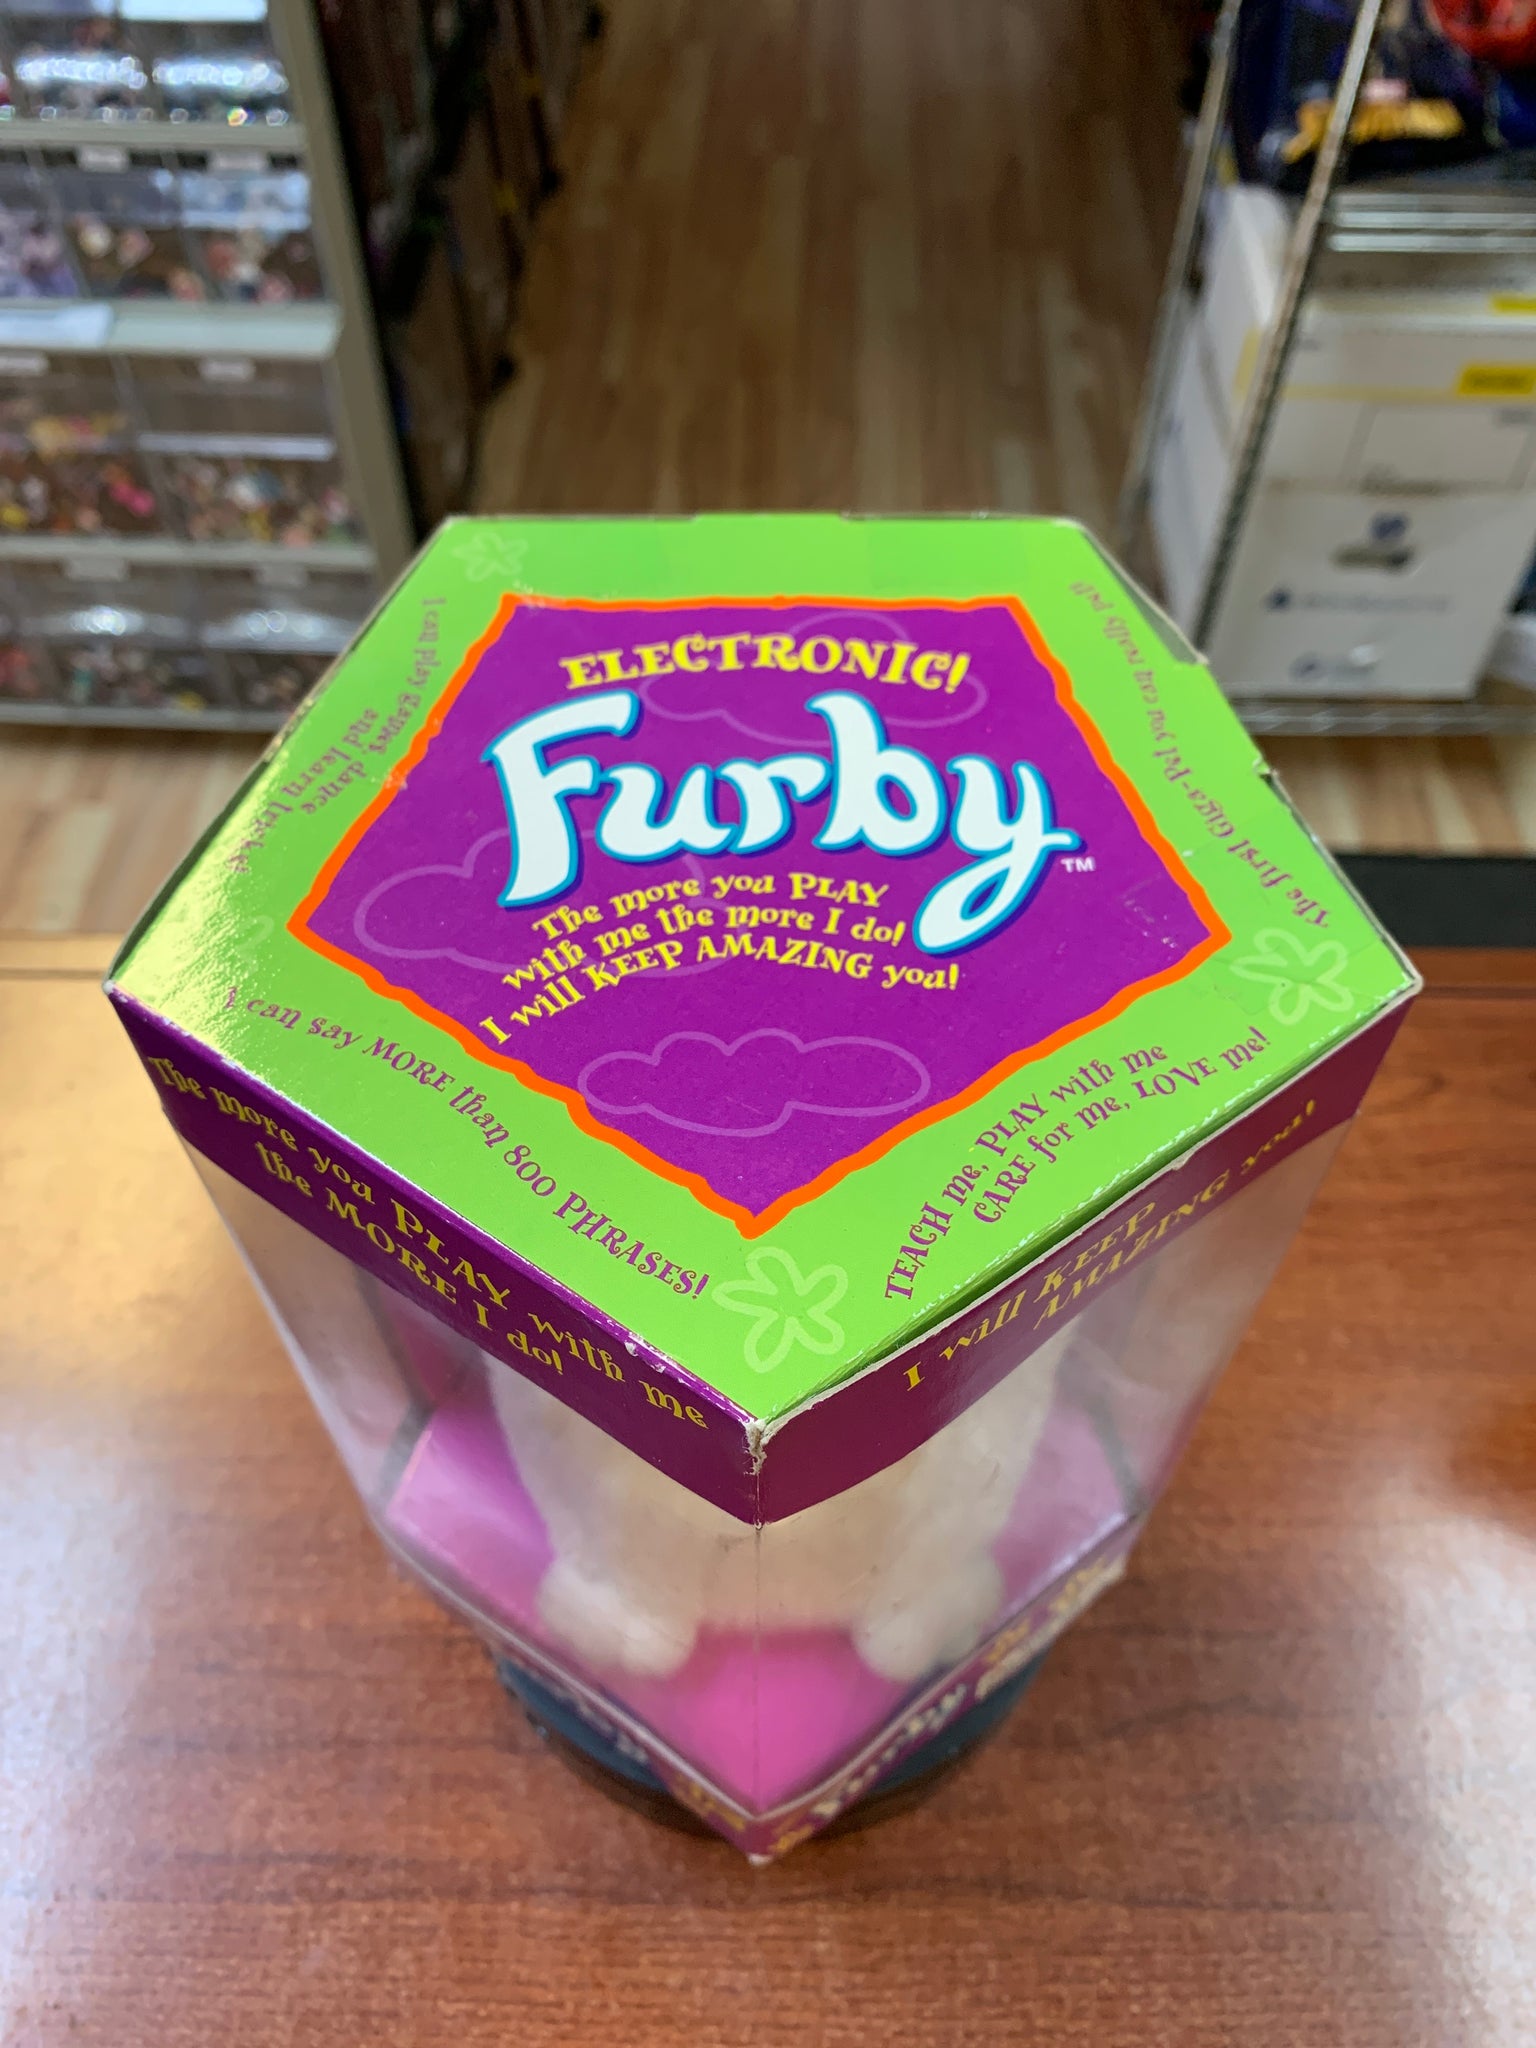 ELECTRONIC!
Furby™
The more you PLAY
with me the more I do!
I will KEEP AMAZING you!
I can play games,
dance
and learn tricks!
The first Giga-Pet you can really pet!
I can say MORE than 800 PHRASES!
TEACH me, PLAY with me
CARE for me, LOVE me!
The more you PLAY with me
the MORE I do!
I will KEEP
AMAZING you!
Furby